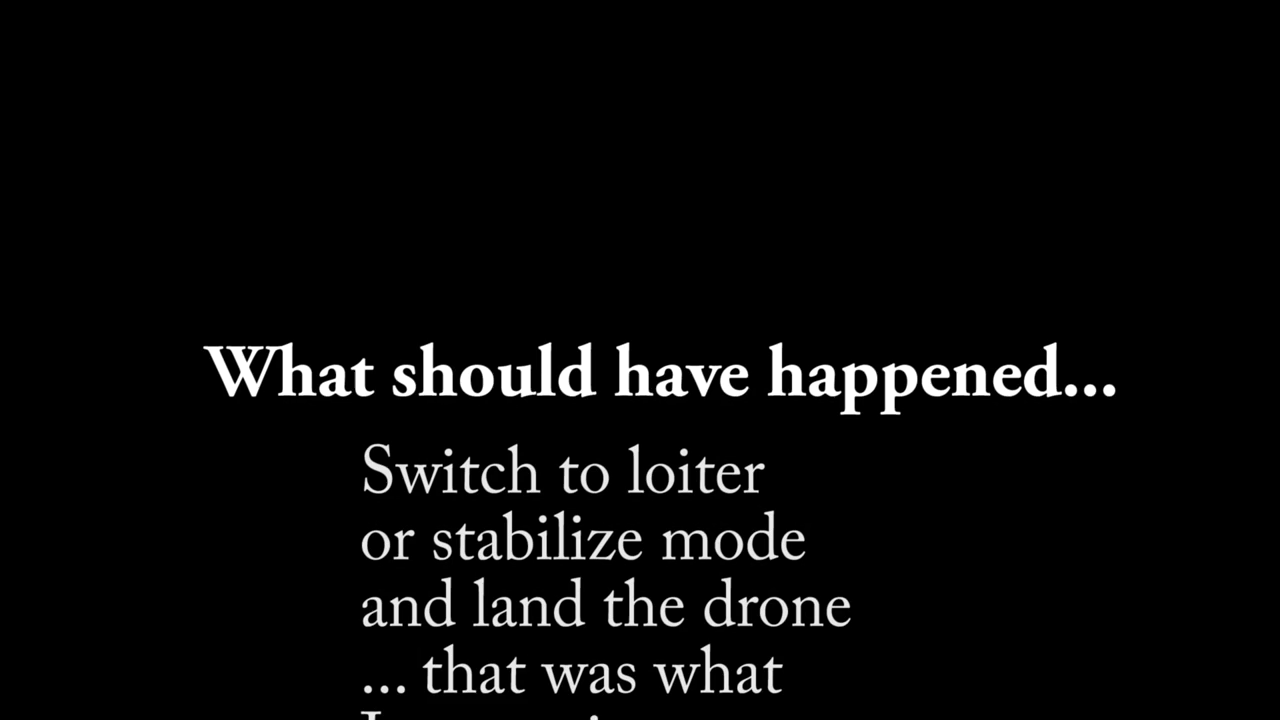 What should have happened...
Switch to loiter
or stabilize mode
and land the drone
... that was what